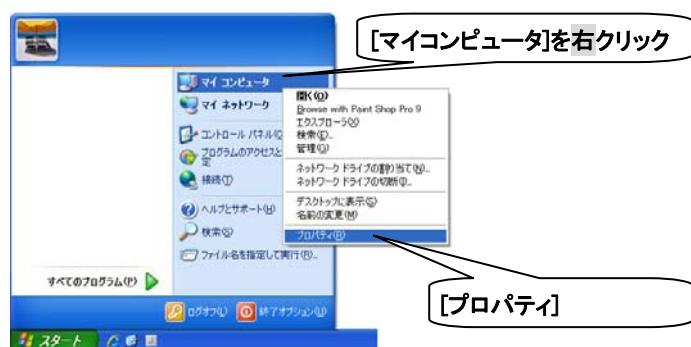 [マイコンピュータ]を右クリック
マイ コンピュータ
マイ ネットワーク
コントロール パネル(C)
プログラムのアクセスと
定
接続(T)
ヘルプとサポート(H)
検索(S)
ファイル名を指定して実行(R)...
開く(O)
Browse with Paint Shop Pro 9
エクスプローラ(X)
検索(E)...
管理(G)
ネットワーク ドライブの割り当て(N)...
ネットワーク ドライブの切断(I)...
デスクトップに表示(S)
名前の変更(M)
プロパティ(R)
[プロパティ]
すべてのプログラム(P)
ログオフ(L)
終了オプション(U)
スタート